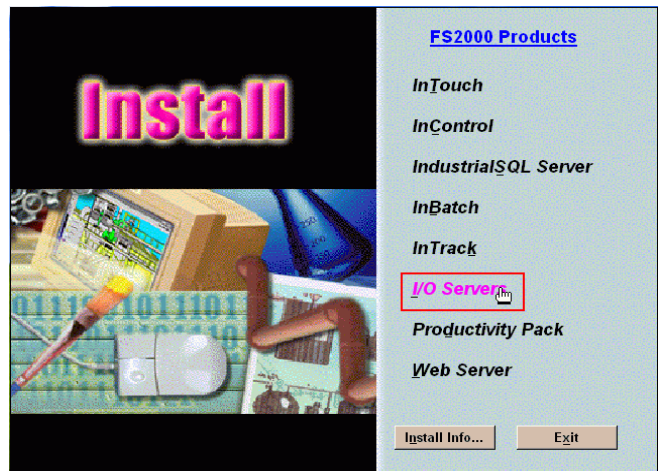 Install
FS2000 Products
InTouch
InControl
IndustrialSQL Server
InBatch
InTrack
I/O Servers
Productivity Pack
Web Server
Install Info...
Exit